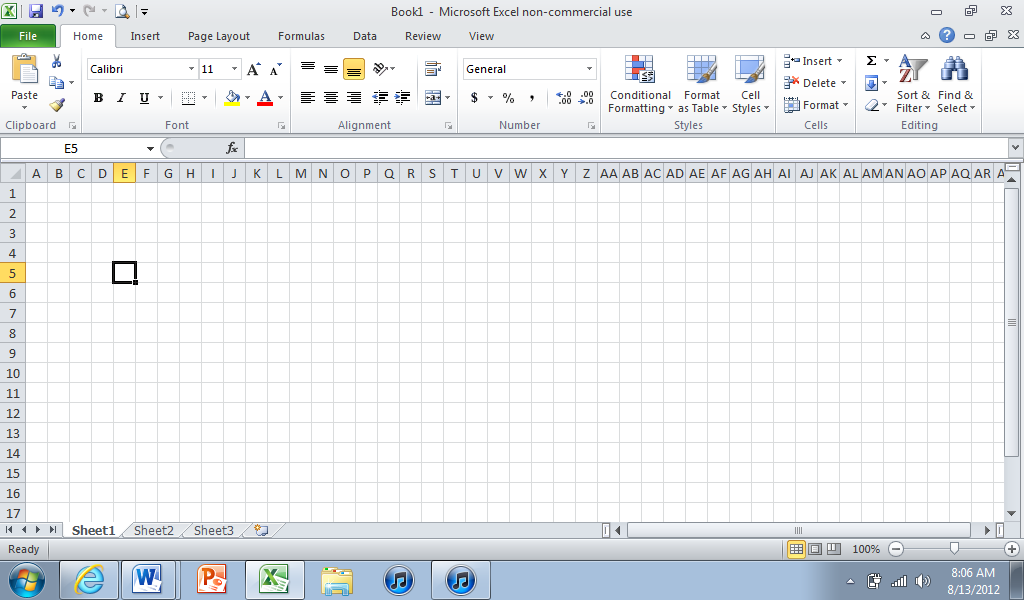 Book1 - Microsoft Excel non-commercial use
File Home Insert Page Layout Formulas Data Review View
Calibri 11 General Insert Σ
Paste B I U A $ % , Conditional Formatting Format as Table Cell Styles Delete Sort & Filter Find & Select
Format
Clipboard Font Alignment Number Styles Cells Editing
E5 fx
A B C D E F G H I J K L M N O P Q R S T U V W X Y Z AA AB AC AD AE AF AG AH AI AJ AK AL AM AN AO AP AQ AR A
1
2
3
4
5
6
7
8
9
10
11
12
13
14
15
16
17
Sheet1 Sheet2 Sheet3
Ready 100%
8:06 AM
8/13/2012